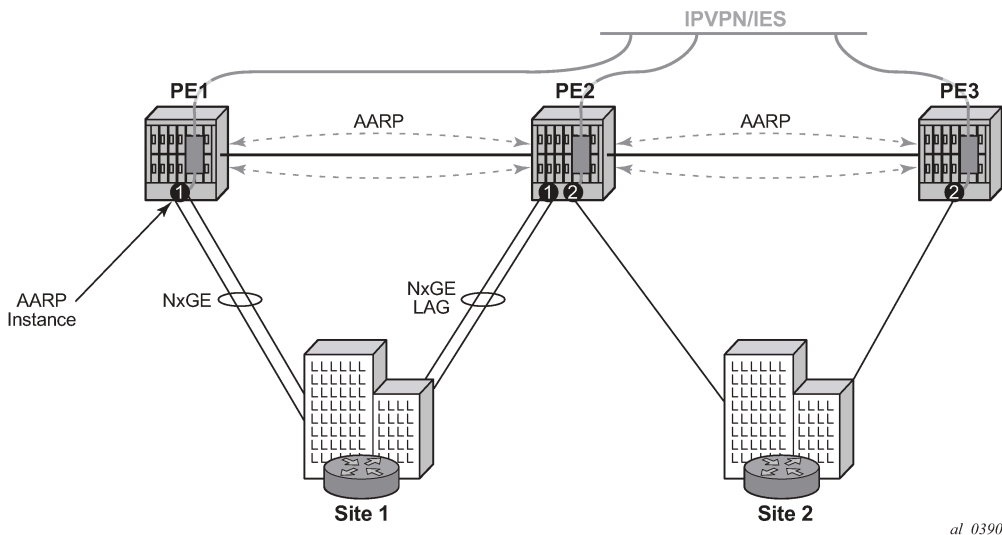 IPVPN/IES
PE1
PE2
PE3
AARP
AARP
1
1
2
2
AARP
Instance
NxGE
NxGE
LAG
Site 1
Site 2
al_0390